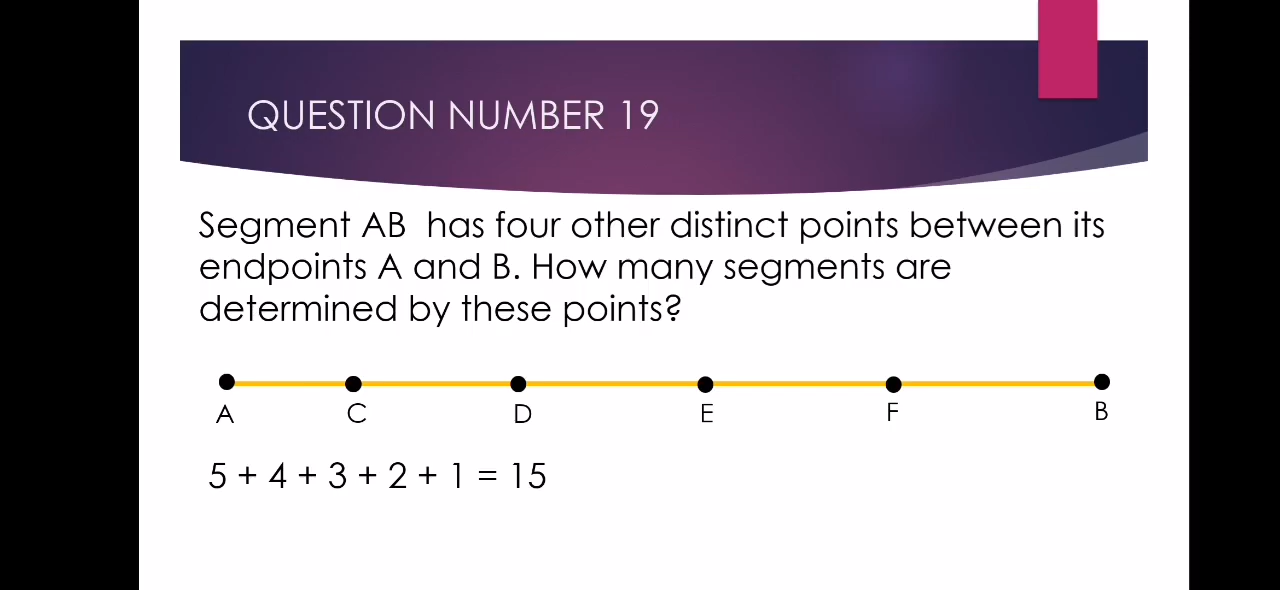 QUESTION NUMBER 19
Segment AB has four other distinct points between its
endpoints A and B. How many segments are
determined by these points?
A C D E F B
5 + 4 + 3 + 2 + 1 = 15